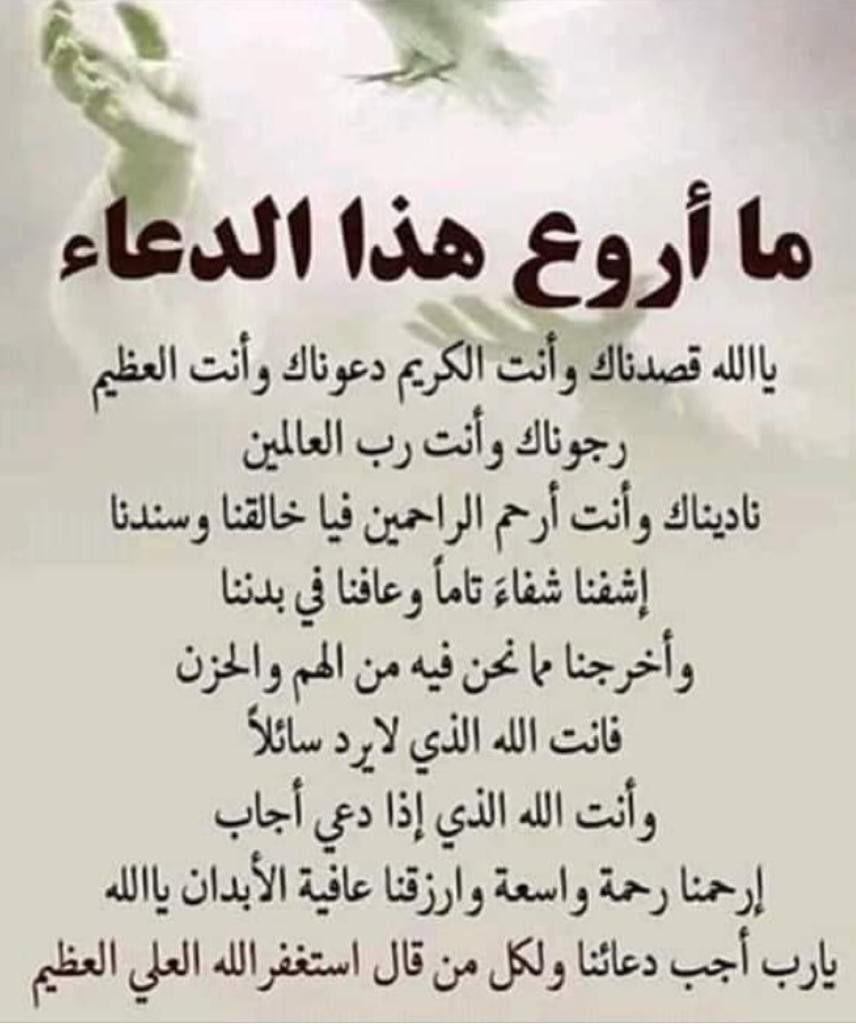 ما أروع هذا الدعاء
ياالله قصدناك وأنت الكريم دعوناك وأنت العظيم
رجوناك وأنت رب العالمين
ناديناك وأنت أرحم الراحمين فيا خالقنا وسندنا
إشفنا شفاءَ تاماً وعافنا في بدننا
وأخرجنا مما نحن فيه من الهم والحزن
فانت الله الذي لايرد سائلاً
وأنت الله الذي إذا دعي أجاب
إرحمنا رحمة واسعة وارزقنا عافية الأبدان ياالله
يارب أجب دعائنا ولكل من قال استغفرالله العلي العظيم